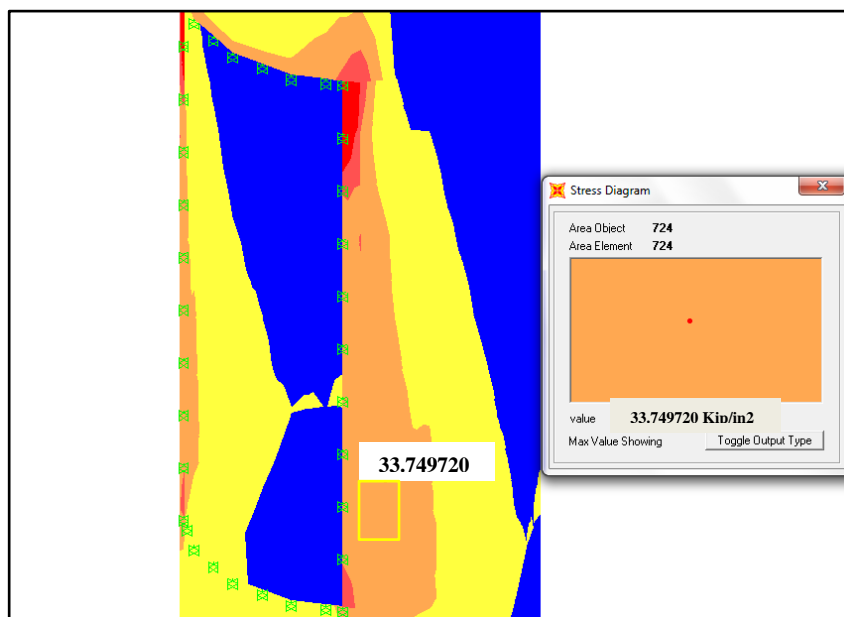 33.749720
Stress Diagram
Area Object 724
Area Element 724
value 33.749720 Kip/in2
Max Value Showing Toggle Output Type